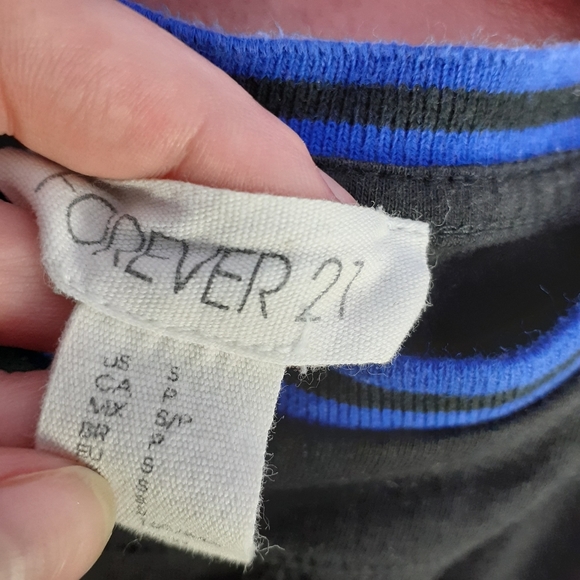 FOREVER 21
US S
CA P
MX S/P
BR P
EU S